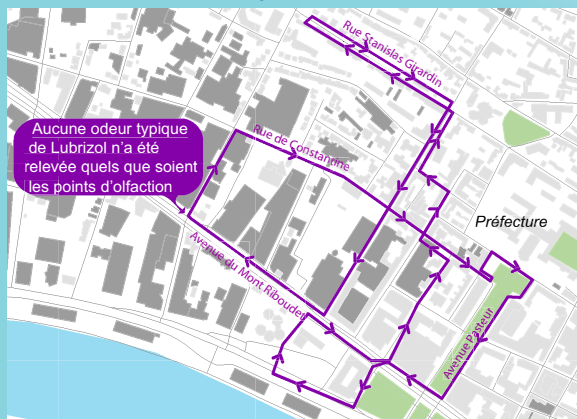 Rue Stanislas Girardin
Aucune odeur typique
de Lubrizol n'a été
relevée quels que soient
les points d'olfaction
Rue de Constantine
Préfecture
Avenue du Mont Riboudet
Avenue Pasteur